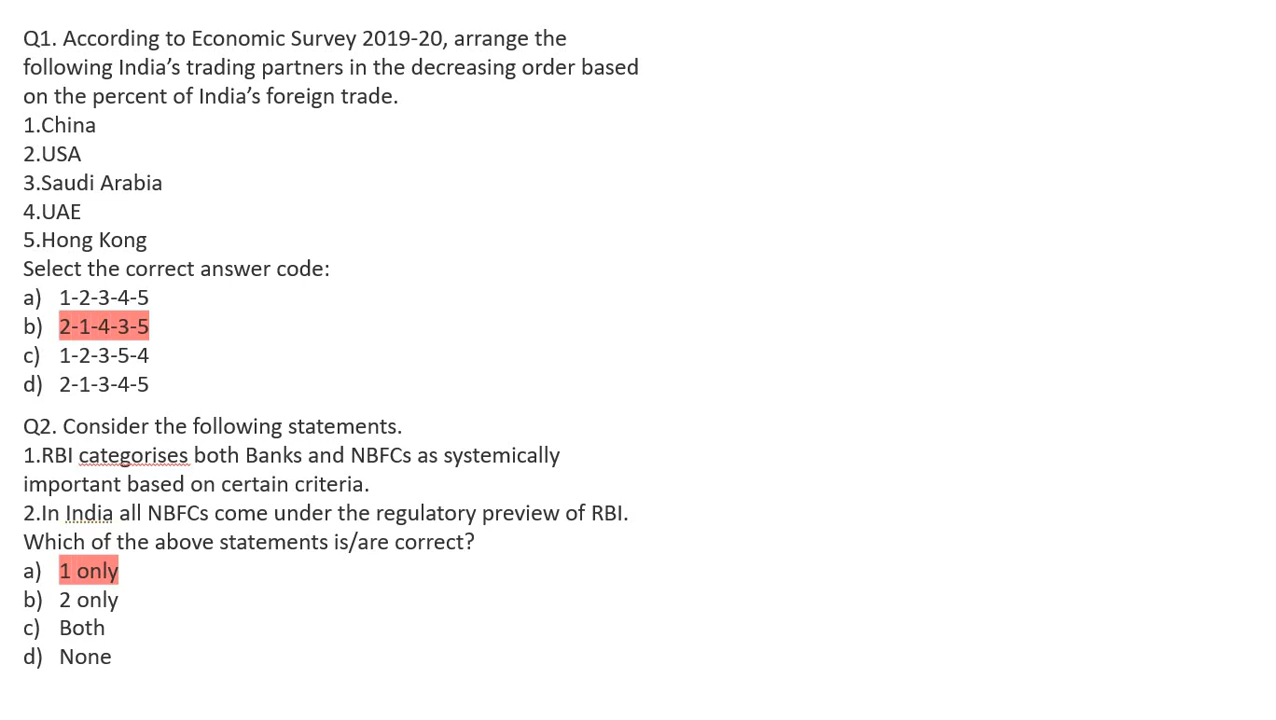 Q1. According to Economic Survey 2019-20, arrange the
following India’s trading partners in the decreasing order based
on the percent of India’s foreign trade.
1.China
2.USA
3.Saudi Arabia
4.UAE
5.Hong Kong
Select the correct answer code:
a) 1-2-3-4-5
b) 2-1-4-3-5
c) 1-2-3-5-4
d) 2-1-3-4-5
Q2. Consider the following statements.
1.RBI categorises both Banks and NBFCs as systemically
important based on certain criteria.
2.In India all NBFCs come under the regulatory preview of RBI.
Which of the above statements is/are correct?
a) 1 only
b) 2 only
c) Both
d) None